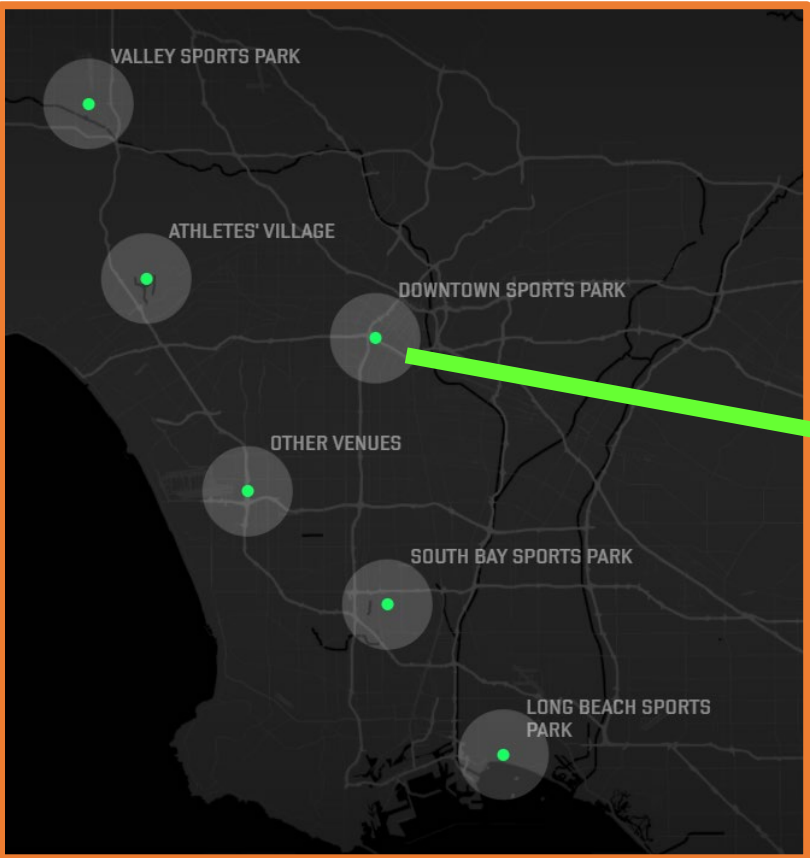 VALLEY SPORTS PARK
ATHLETES' VILLAGE
DOWNTOWN SPORTS PARK
OTHER VENUES
SOUTH BAY SPORTS PARK
LONG BEACH SPORTS
PARK